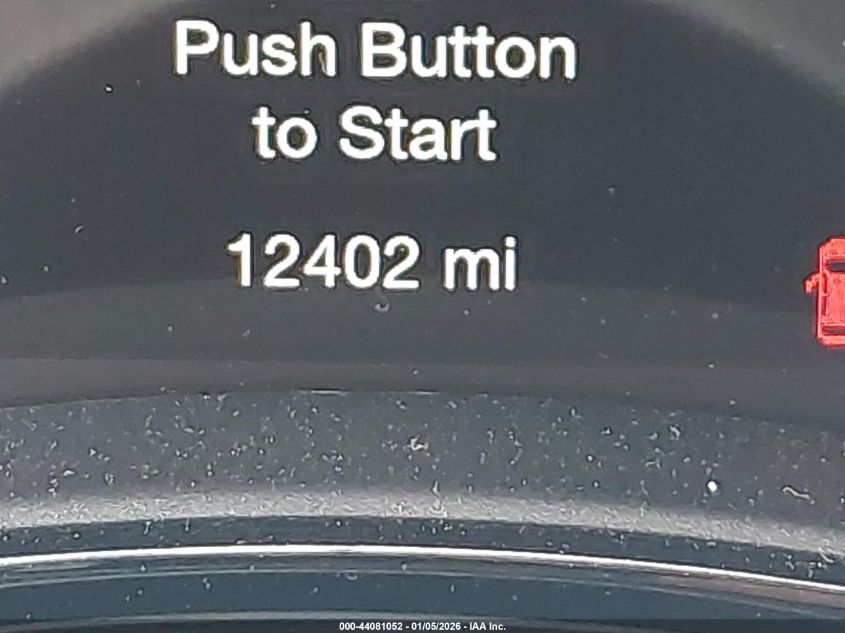 Push Button
to Start
12402 mi
000-44081052 - 01/05/2026 - IAA Inc.